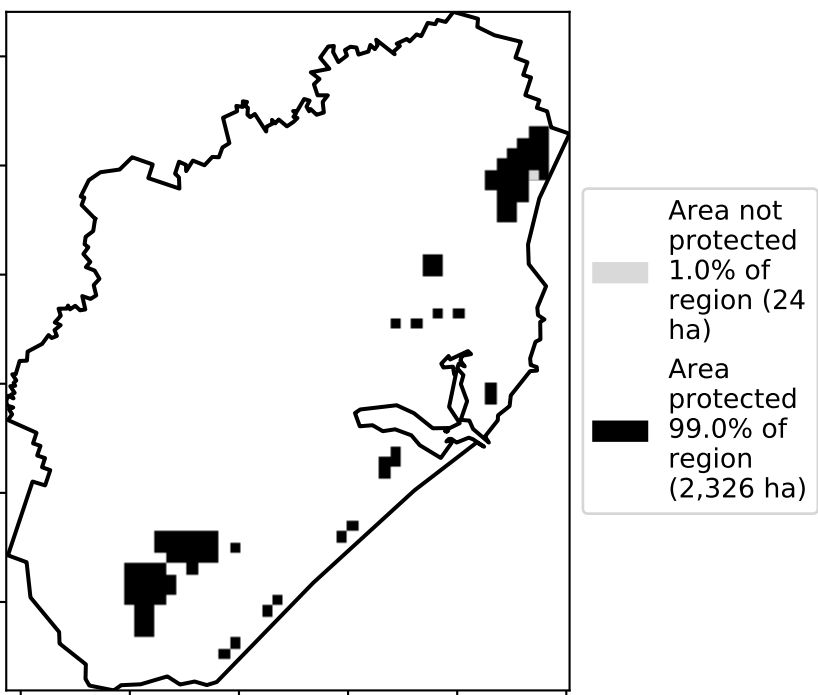 Area not
protected
1.0% of
region (24
ha)
Area
protected
99.0% of
region
(2,326 ha)